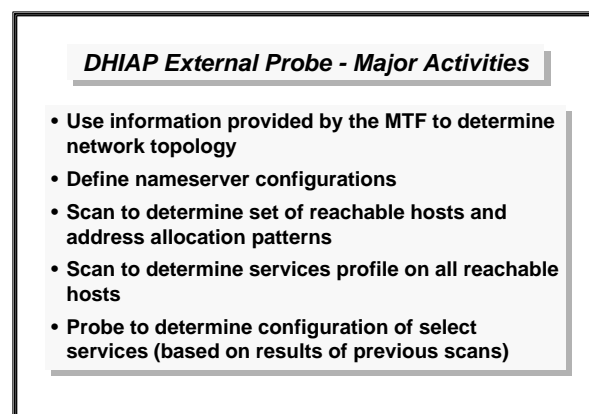 DHIAP External Probe - Major Activities
• Use information provided by the MTF to determine
network topology
• Define nameserver configurations
• Scan to determine set of reachable hosts and
address allocation patterns
• Scan to determine services profile on all reachable
hosts
• Probe to determine configuration of select
services (based on results of previous scans)